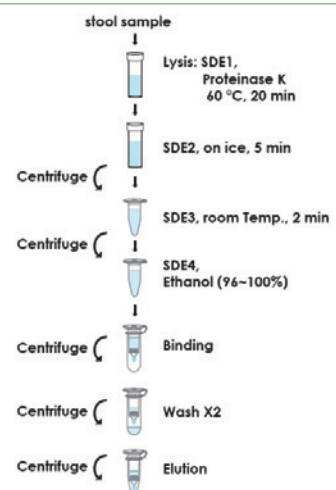 stool sample
Lysis: SDE1,
Proteinase K
60 °C, 20 min
SDE2, on ice, 5 min
Centrifuge
SDE3, room Temp., 2 min
Centrifuge
SDE4,
Ethanol (96~100%)
Centrifuge
Binding
Centrifuge
Wash X2
Centrifuge
Elution